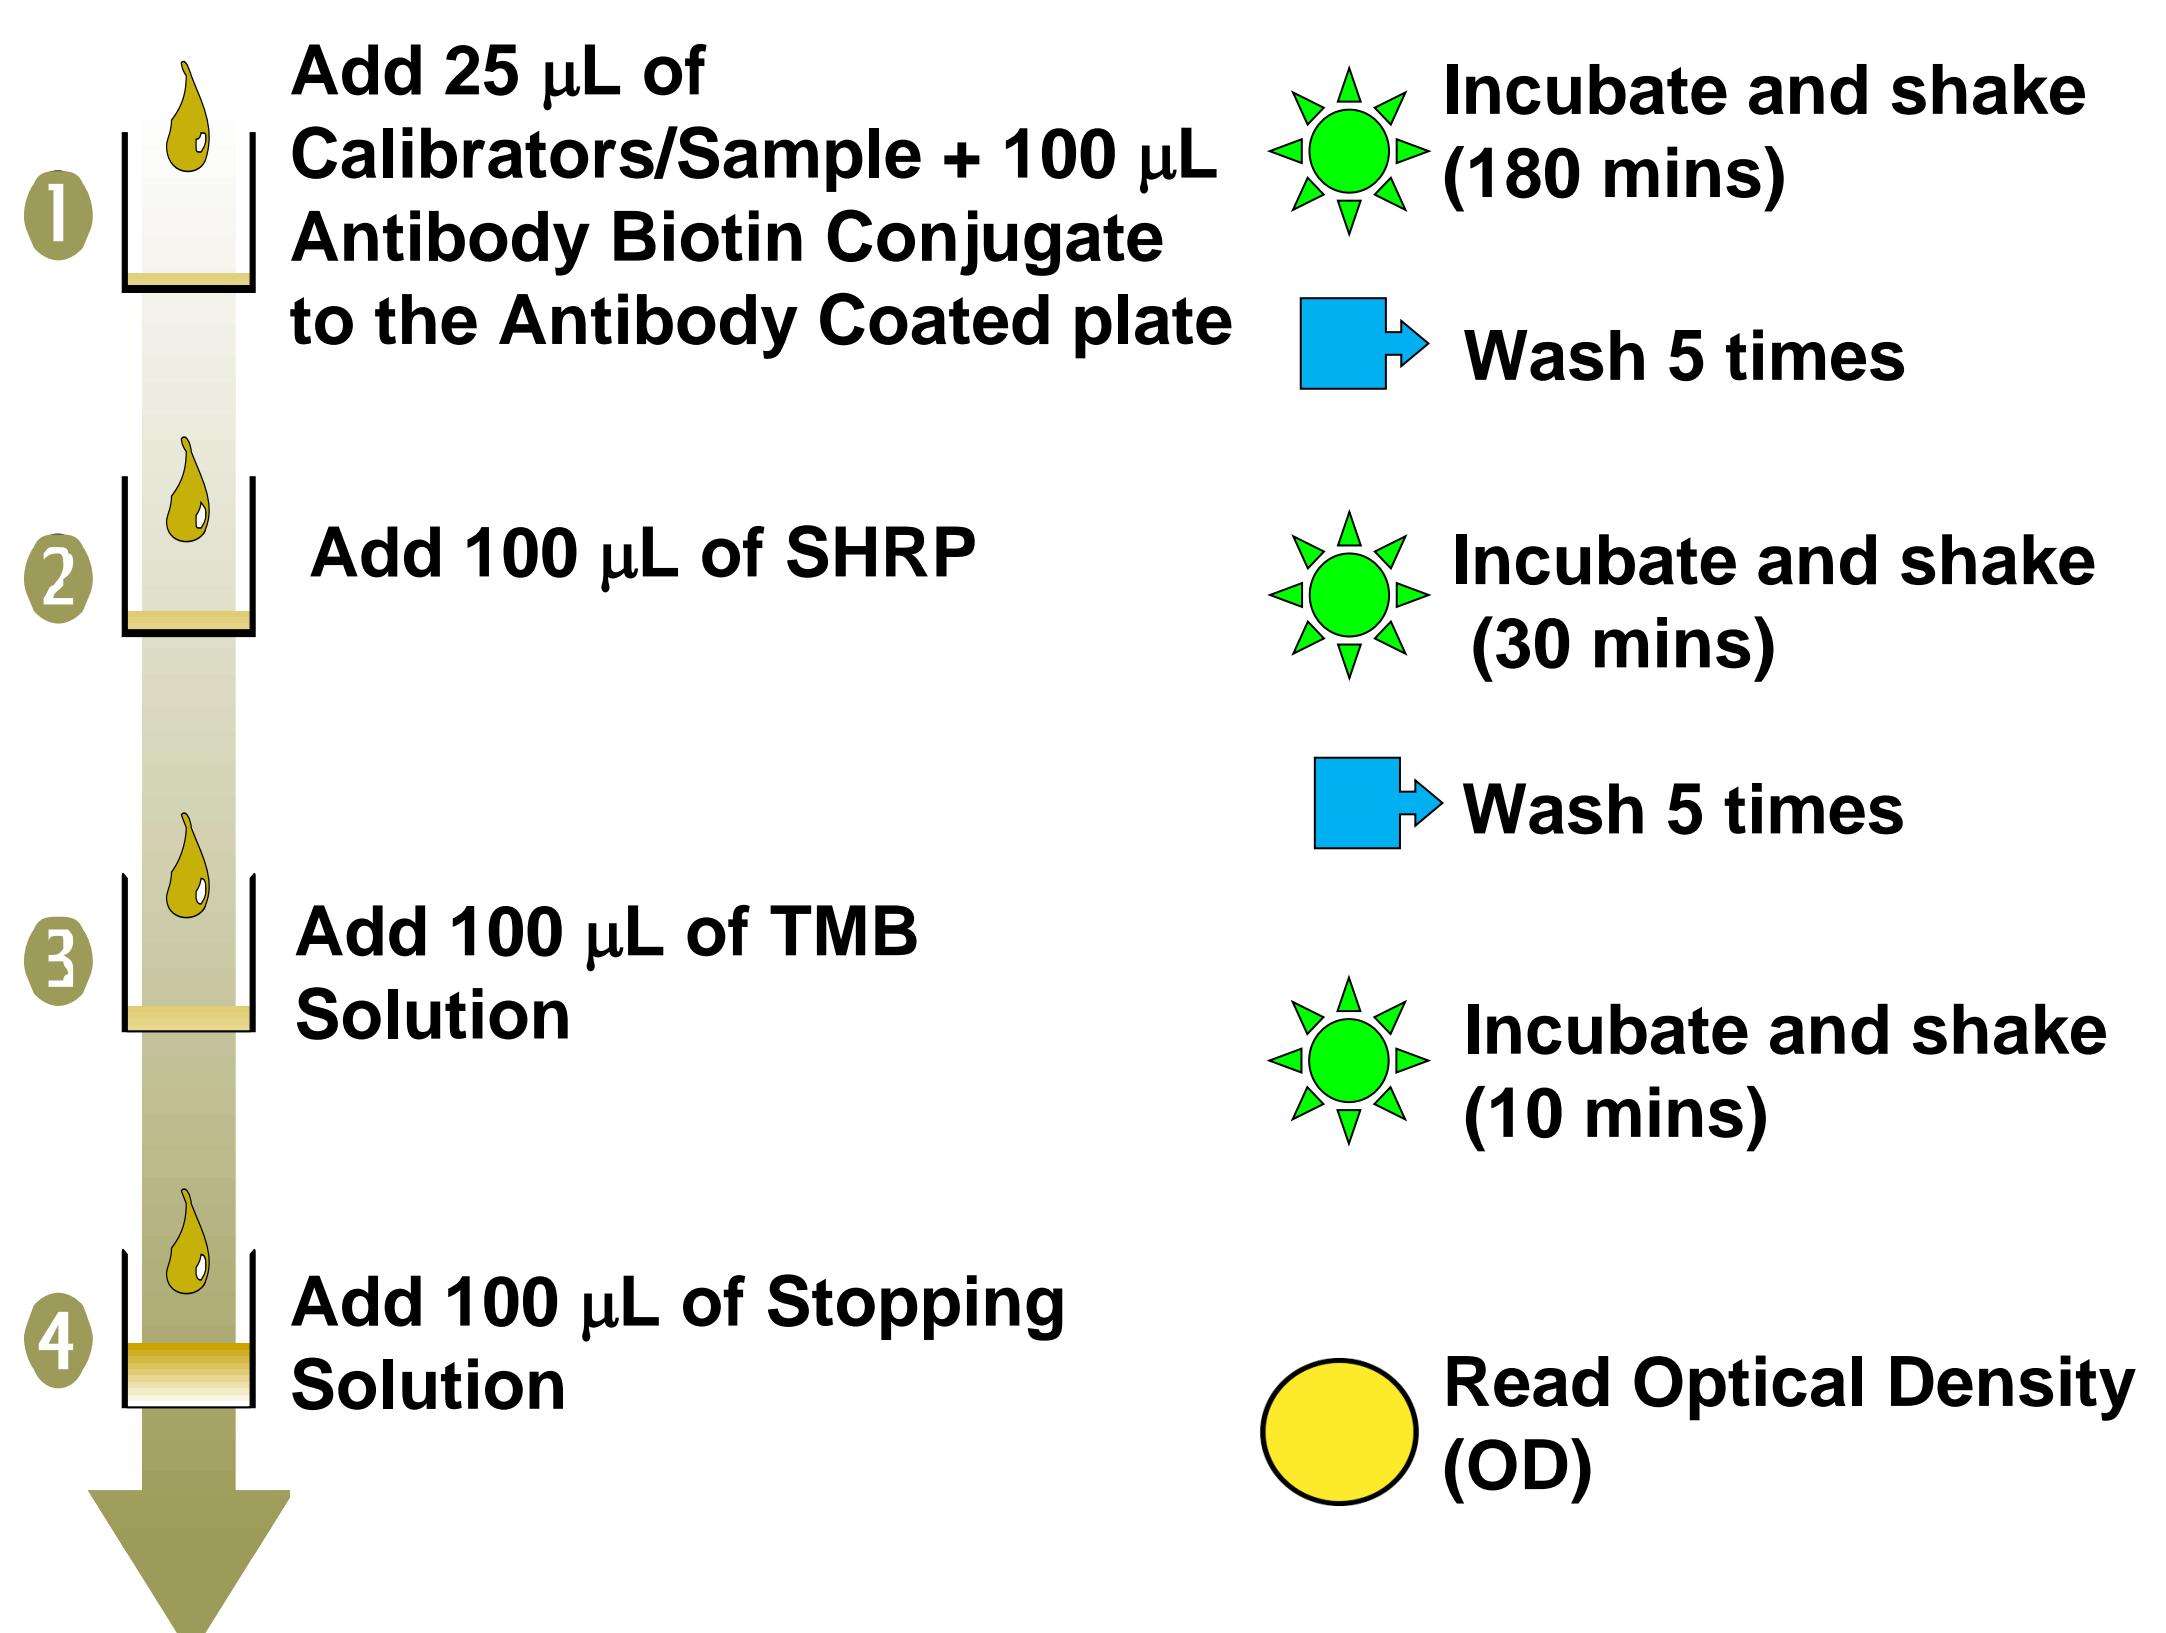 1
Add 25 μL of
Calibrators/Sample + 100 μL
Antibody Biotin Conjugate
to the Antibody Coated plate
Incubate and shake
(180 mins)
Wash 5 times
2
Add 100 μL of SHRP
Incubate and shake
(30 mins)
Wash 5 times
3
Add 100 μL of TMB
Solution
Incubate and shake
(10 mins)
4
Add 100 μL of Stopping
Solution
Read Optical Density
(OD)